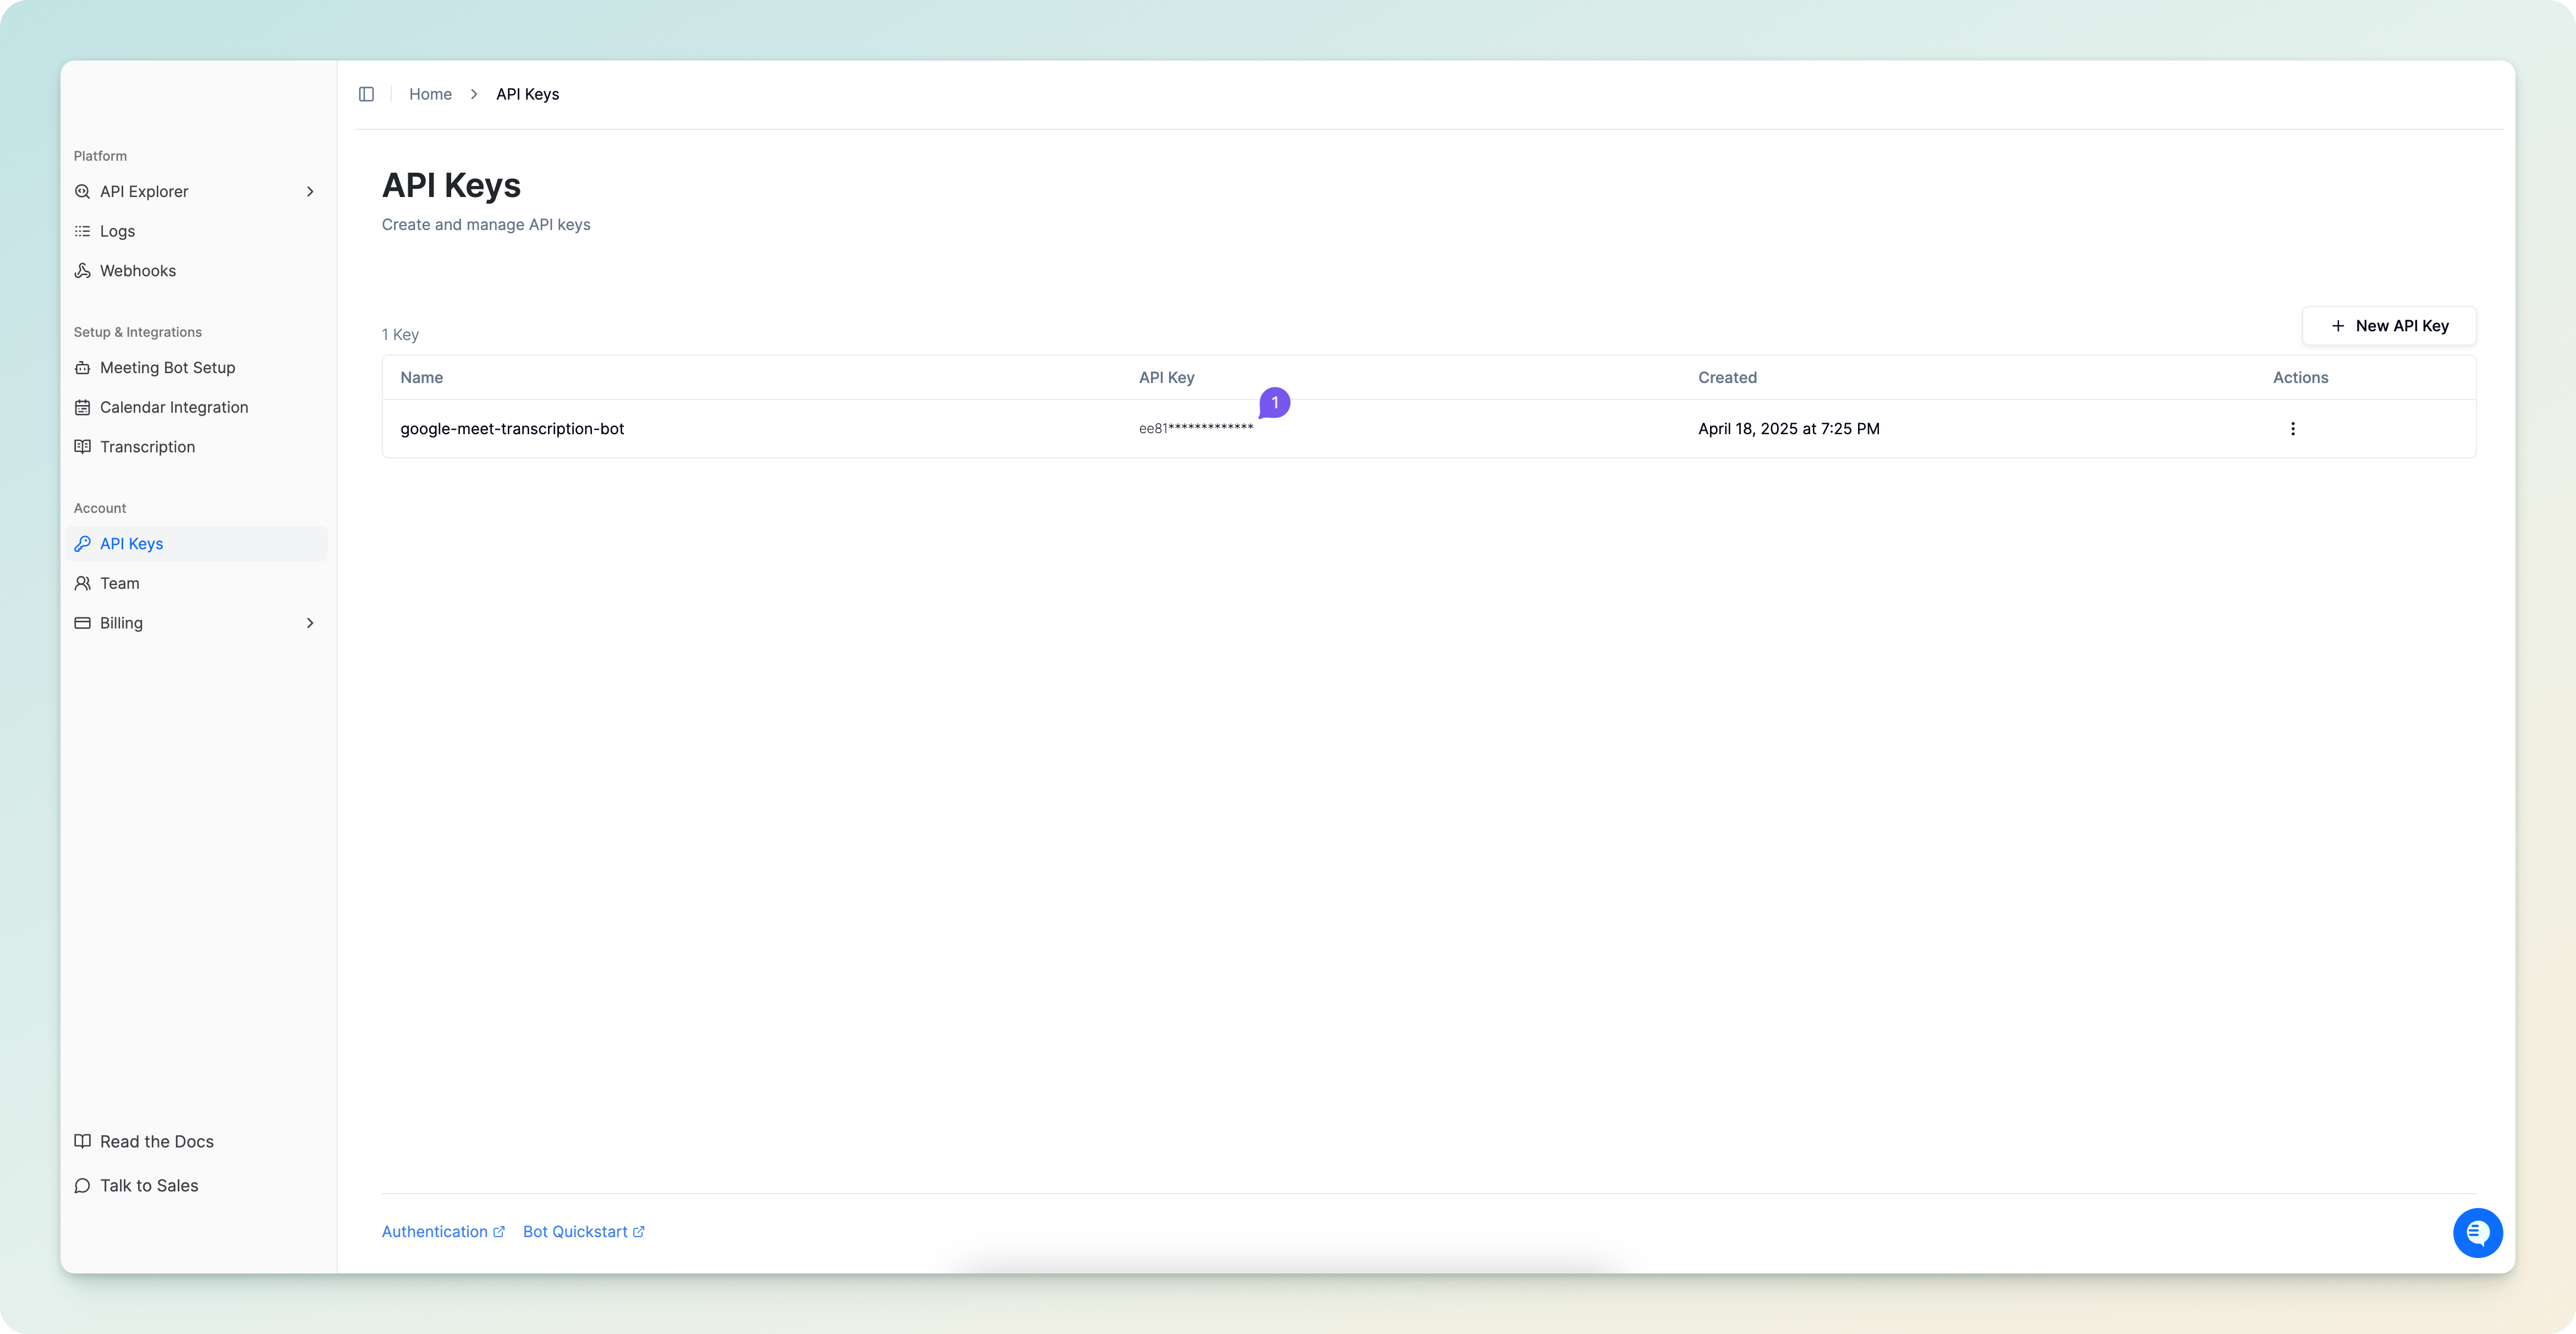 Home > API Keys
Platform
API Explorer
Logs
Webhooks
Setup & Integrations
Meeting Bot Setup
Calendar Integration
Transcription
Account
API Keys
Team
Billing
Read the Docs
Talk to Sales
API Keys
Create and manage API keys
1 Key
+ New API Key
Name API Key Created Actions
1
google-meet-transcription-bot ee81************* April 18, 2025 at 7:25 PM
Authentication Bot Quickstart